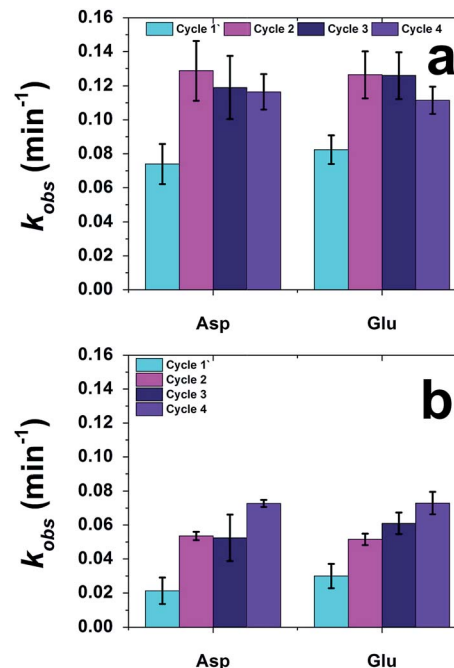 0.16
0.14
0.12
0.10
0.08
0.06
0.04
0.02
0.00
k_obs (min⁻¹)
Cycle 1` Cycle 2 Cycle 3 Cycle 4
a
Asp Glu
0.16
0.14
0.12
0.10
0.08
0.06
0.04
0.02
0.00
k_obs (min⁻¹)
Cycle 1`
Cycle 2
Cycle 3
Cycle 4
b
Asp Glu